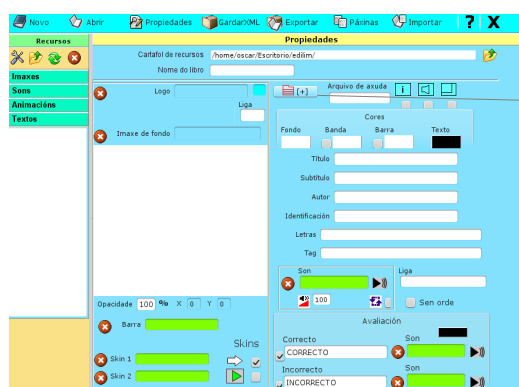 Novo Abrir Propiedades GardarXML Exportar Páxinas Importar ? X
Recursos
Imaxes
Sons
Animacións
Textos
Propiedades
Cartafol de recursos /home/oscar/Escritorio/edilim/
Nome do libro
Logo
Liga
Imaxe de fondo
Opacidade 100 % X 0 Y 0
Barra
Skins
Skin 1
Skin 2
[+] Arquivo de axuda i
Cores
Fondo Banda Barra Texto
Título
Subtítulo
Autor
Identificación
Letras
Tag
Son Liga
100 Sen orde
Avaliación
Correcto Son
CORRECTO
Incorrecto Son
INCORRECTO